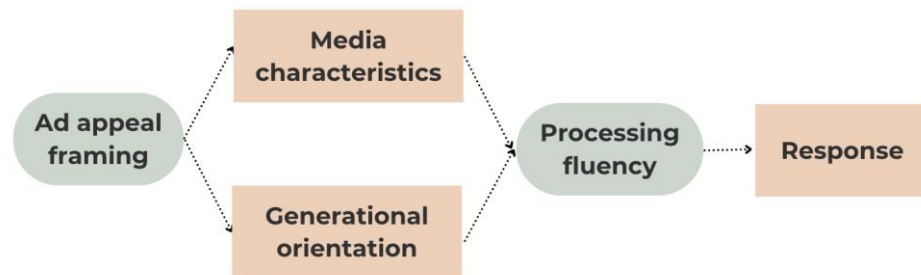 Ad appeal
framing
Media
characteristics
Generational
orientation
Processing
fluency
Response